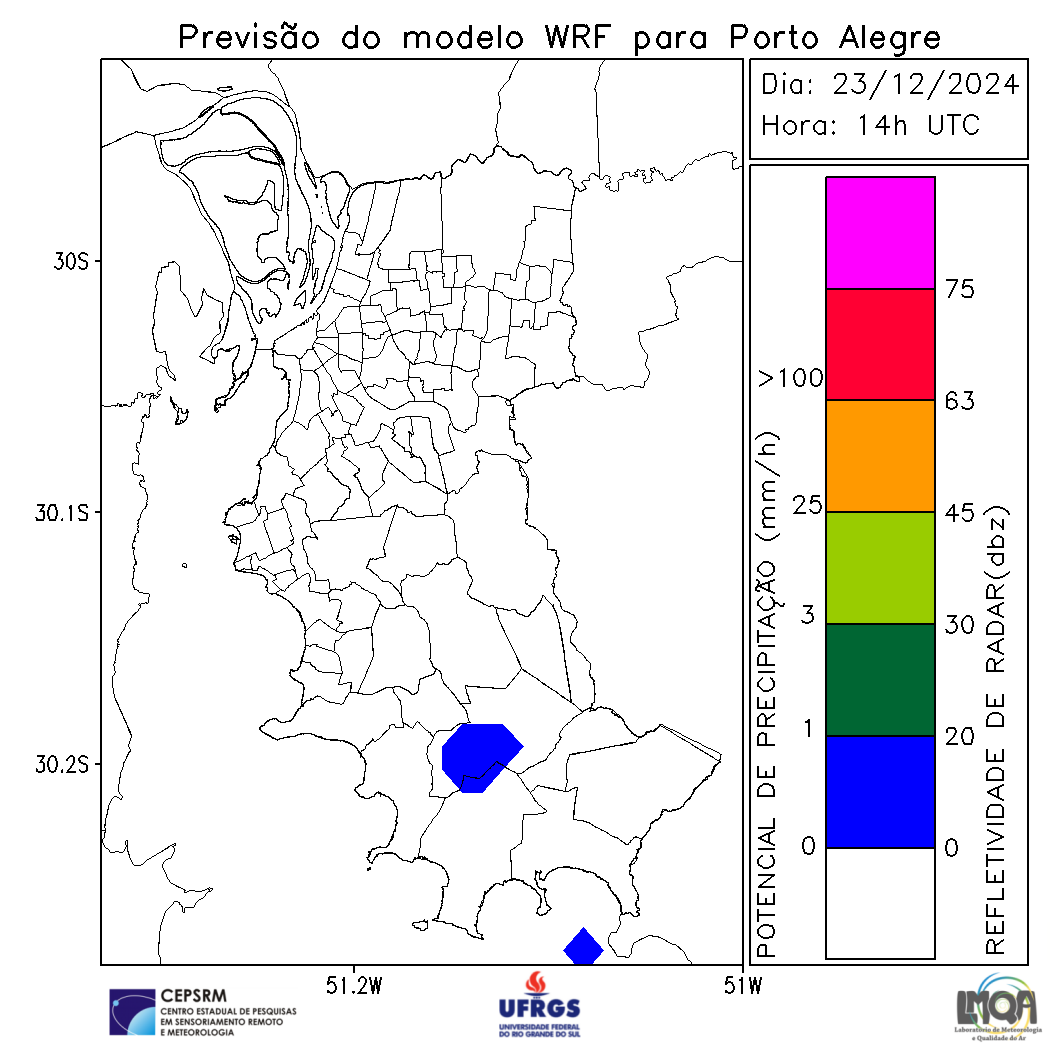 Previsão do modelo WRF para Porto Alegre
Dia: 23/12/2024
Hora: 14h UTC
30S
30.1S
30.2S
51.2W
51W
POTENCIAL DE PRECIPITAÇÃO (mm/h)
>100
25
3
1
0
75
63
45
30
20
0
REFLETIVIDADE DE RADAR(dbz)
CEPSRM
CENTRO ESTADUAL DE PESQUISAS
EM SENSORIAMENTO REMOTO
E METEOROLOGIA
UFRGS
UNIVERSIDADE FEDERAL
DO RIO GRANDE DO SUL
LMQA
Laboratório de Meteorologia
e Qualidade do Ar